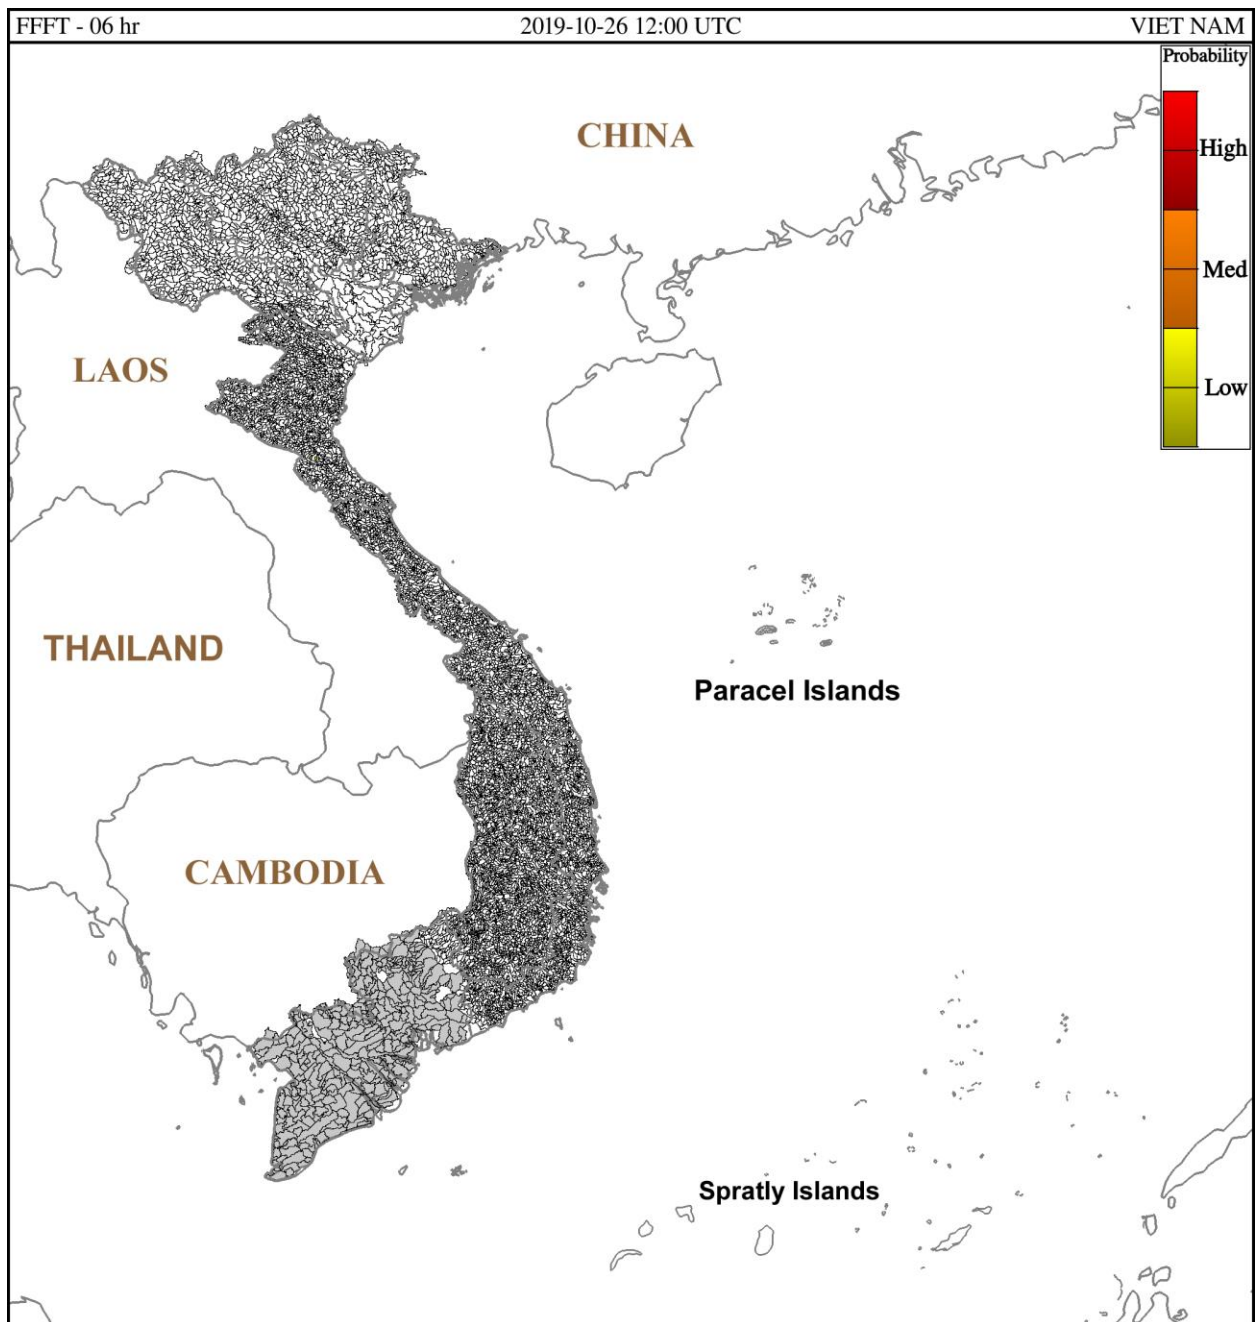 FFFT - 06 hr
2019-10-26 12:00 UTC
VIET NAM
Probability
CHINA
High
Med
LAOS
Low
THAILAND
Paracel Islands
CAMBODIA
Spratly Islands